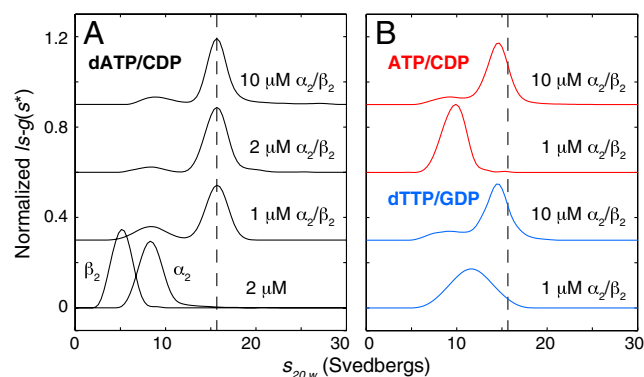 A
B
dATP/CDP
10 μM α2/β2
2 μM α2/β2
1 μM α2/β2
β2
α2
2 μM
ATP/CDP
10 μM α2/β2
1 μM α2/β2
dTTP/GDP
10 μM α2/β2
1 μM α2/β2
Normalized ls-g(s*)
1.2
0.8
0.4
0
0 5 10 15 20 25 30
0 10 20 30
s20,w (Svedbergs)